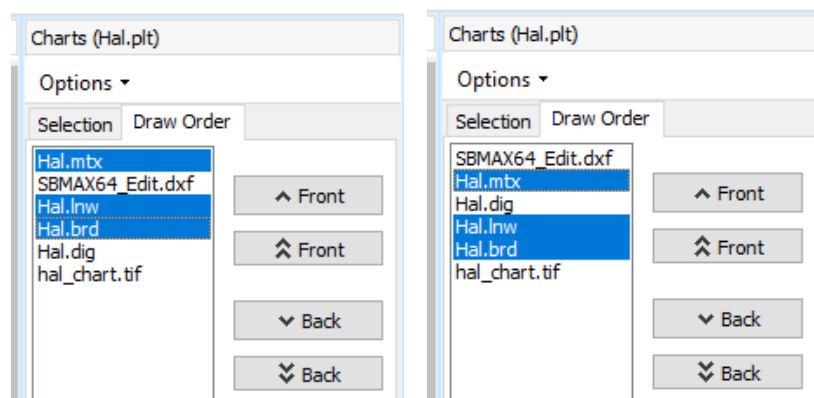 Charts (Hal.plt)
Options
Selection Draw Order
Hal.mtx
SBMAX64_Edit.dxf
Hal.lnw
Hal.brd
Hal.dig
hal_chart.tif
Front
Front
Back
Back
Charts (Hal.plt)
Options
Selection Draw Order
SBMAX64_Edit.dxf
Hal.mtx
Hal.dig
Hal.lnw
Hal.brd
hal_chart.tif
Front
Front
Back
Back